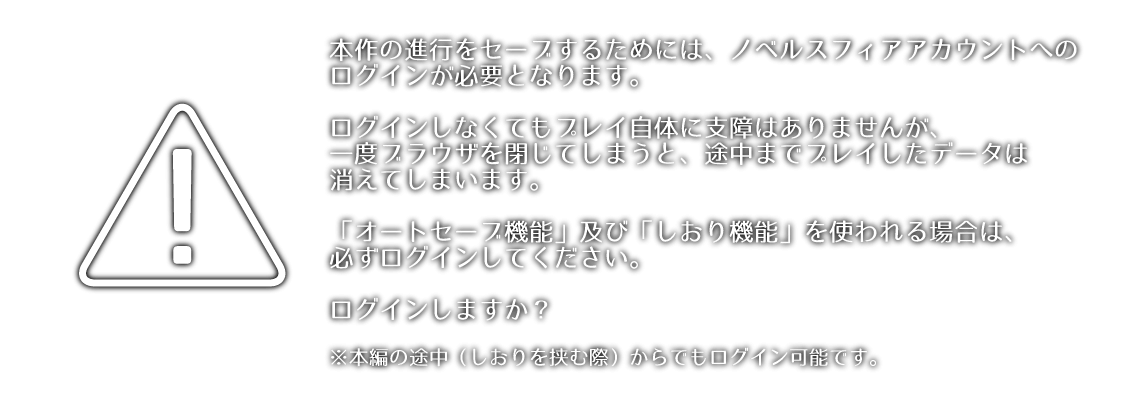 本作の進行をセーブするためには、ノベルスフィアアカウントへの
ログインが必要となります。
ログインしなくてもプレイ自体に支障はありませんが、
一度ブラウザを閉じてしまうと、途中までプレイしたデータは
消えてしまいます。
「オートセーブ機能」及び「しおり機能」を使われる場合は、
必ずログインしてください。
ログインしますか？
※本編の途中（しおりを挟む際）からでもログイン可能です。